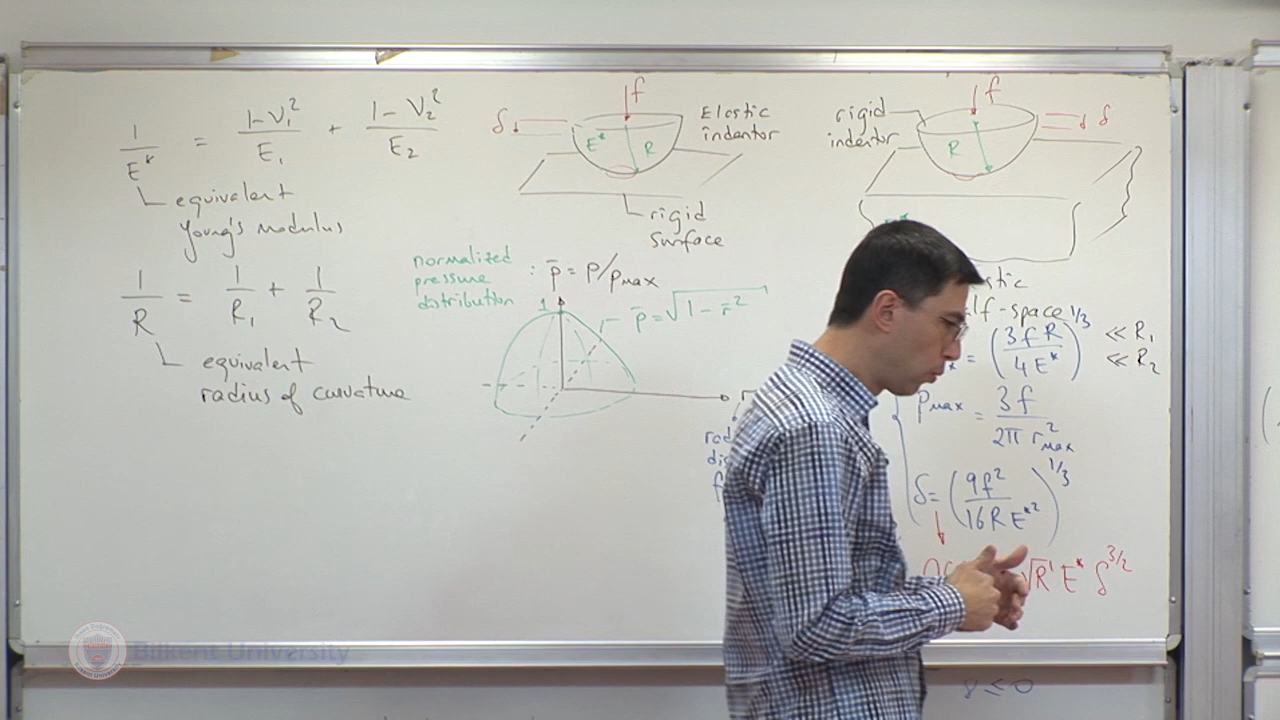 1/E* = (1-ν₁²)/E₁ + (1-ν₂²)/E₂
equivalent
Young's modulus
1/R = 1/R₁ + 1/R₂
equivalent
radius of curvature
f
δ
E*
R
Elastic
indentor
rigid
surface
normalized
pressure
distribution
: p̄ = p/pmax
1
p̄ = √(1-r̄²)
rigid
indentor
f
δ
R
(3fR/4E*)^1/3 << R₁
<< R₂
pmax = 3f/(2π r²max)
δ = (9f²/(16RE*²))^1/3
√R E* δ^3/2
γ ≤ 0
Bilkent University